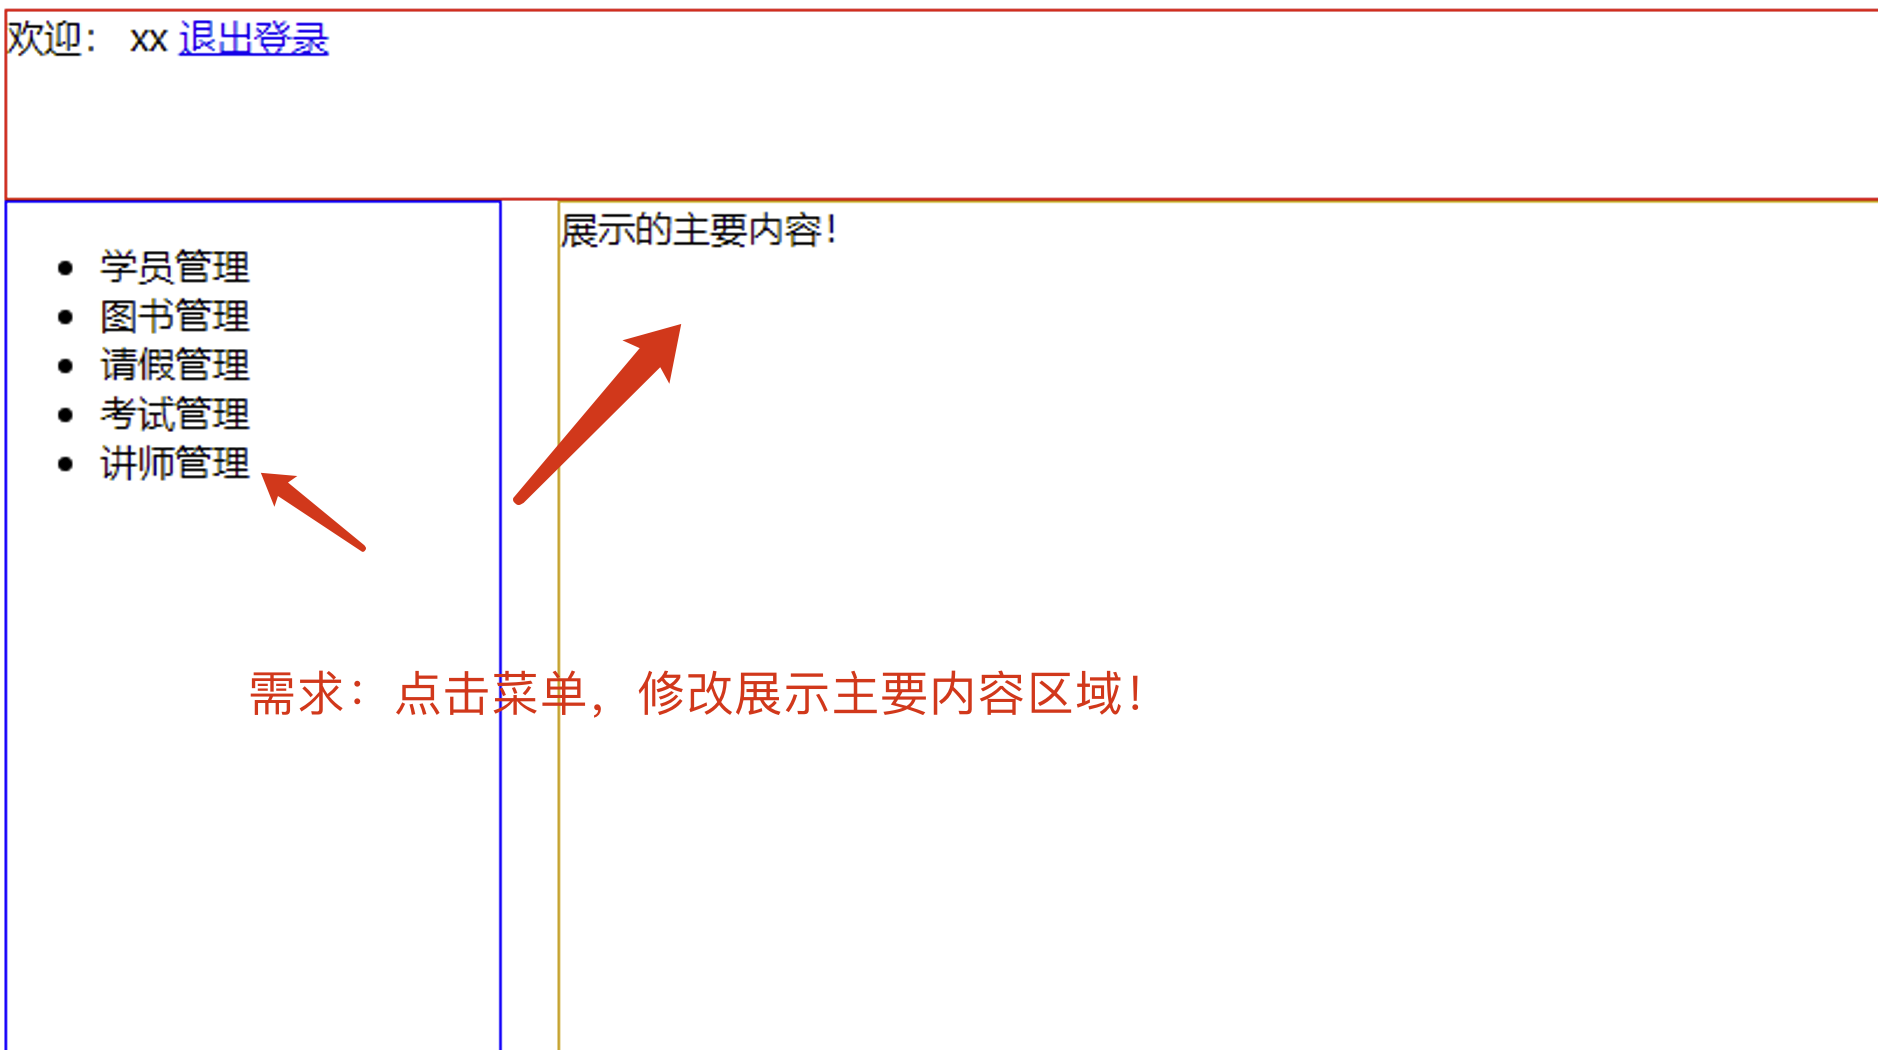 欢迎： xx 退出登录
展示的主要内容！
学员管理
图书管理
请假管理
考试管理
讲师管理
需求：点击菜单，修改展示主要内容区域！